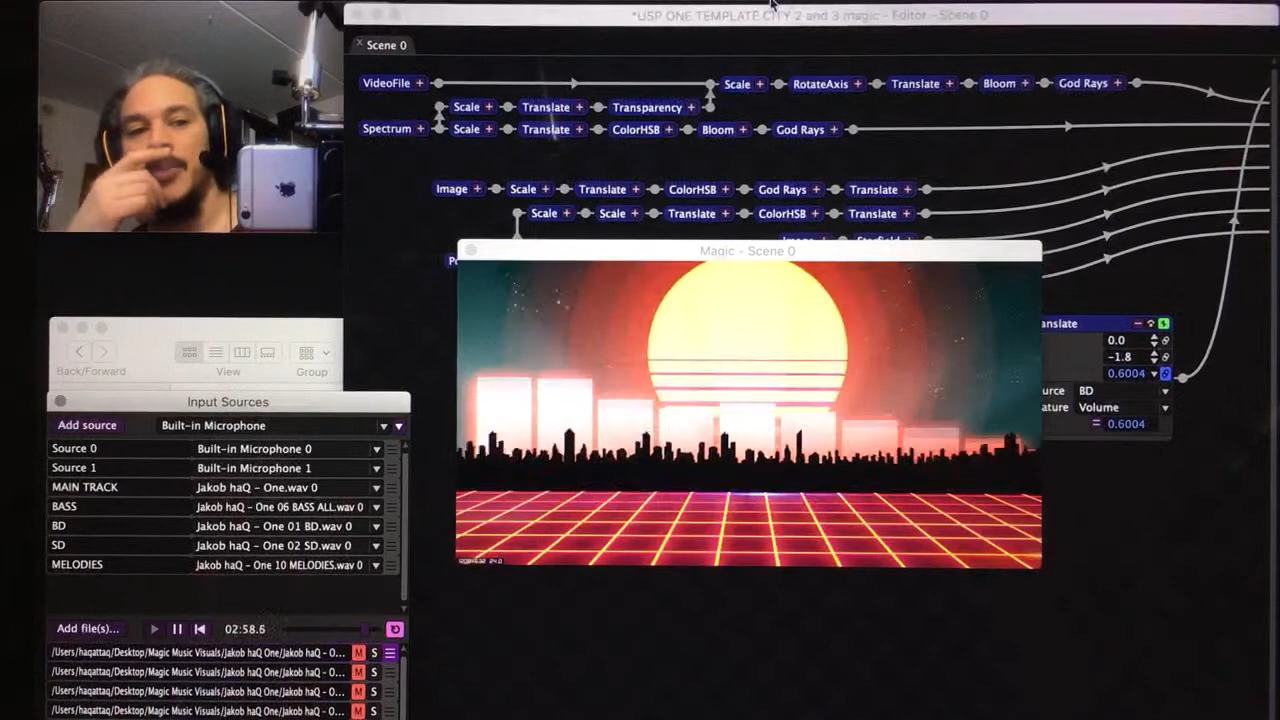 *USP ONE TEMPLATE CITY 2 and 3 magic - Editor - Scene 0
× Scene 0
VideoFile + Scale + RotateAxis + Translate + Bloom + God Rays +
Scale + Translate + Transparency +
Spectrum + Scale + Translate + ColorHSB + Bloom + God Rays +
Image + Scale + Translate + ColorHSB + God Rays + Translate +
Scale + Scale + Translate + ColorHSB + Translate +
Magic - Scene 0
anslate
0.0
-1.8
0.6004
urce BD
ature Volume
= 0.6004
Back/Forward View Group
Input Sources
Add source Built-in Microphone
Source 0 Built-in Microphone 0
Source 1 Built-in Microphone 1
MAIN TRACK Jakob haQ - One.wav 0
BASS Jakob haQ - One 06 BASS ALL.wav 0
BD Jakob haQ - One 01 BD.wav 0
SD Jakob haQ - One 02 SD.wav 0
MELODIES Jakob haQ - One 10 MELODIES.wav 0
Add file(s)... 02:58.6
/Users/haqattaq/Desktop/Magic Music Visuals/Jakob haQ One/Jakob haQ - O... M S
/Users/haqattaq/Desktop/Magic Music Visuals/Jakob haQ One/Jakob haQ - O... M S
/Users/haqattaq/Desktop/Magic Music Visuals/Jakob haQ One/Jakob haQ - O... M S
/Users/haqattaq/Desktop/Magic Music Visuals/Jakob haQ One/Jakob haQ - O... M S